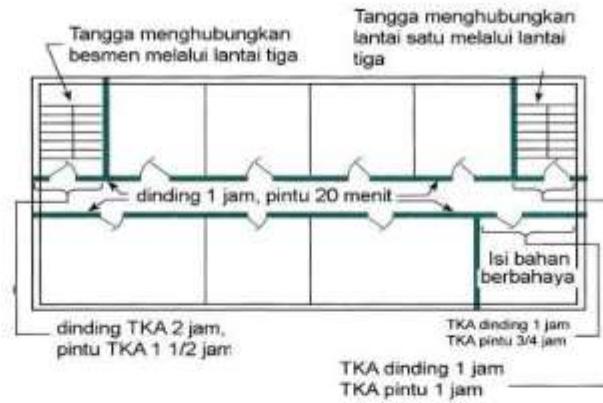 Tangga menghubungkan
besmen melalui lantai tiga
Tangga menghubungkan
lantai satu melalui lantai
tiga
dinding 1 jam, pintu 20 menit
Isi bahan
berbahaya
dinding TKA 2 jam,
pintu TKA 1 1/2 jam
TKA dinding 1 jam
TKA pintu 3/4 jam
TKA dinding 1 jam
TKA pintu 1 jam